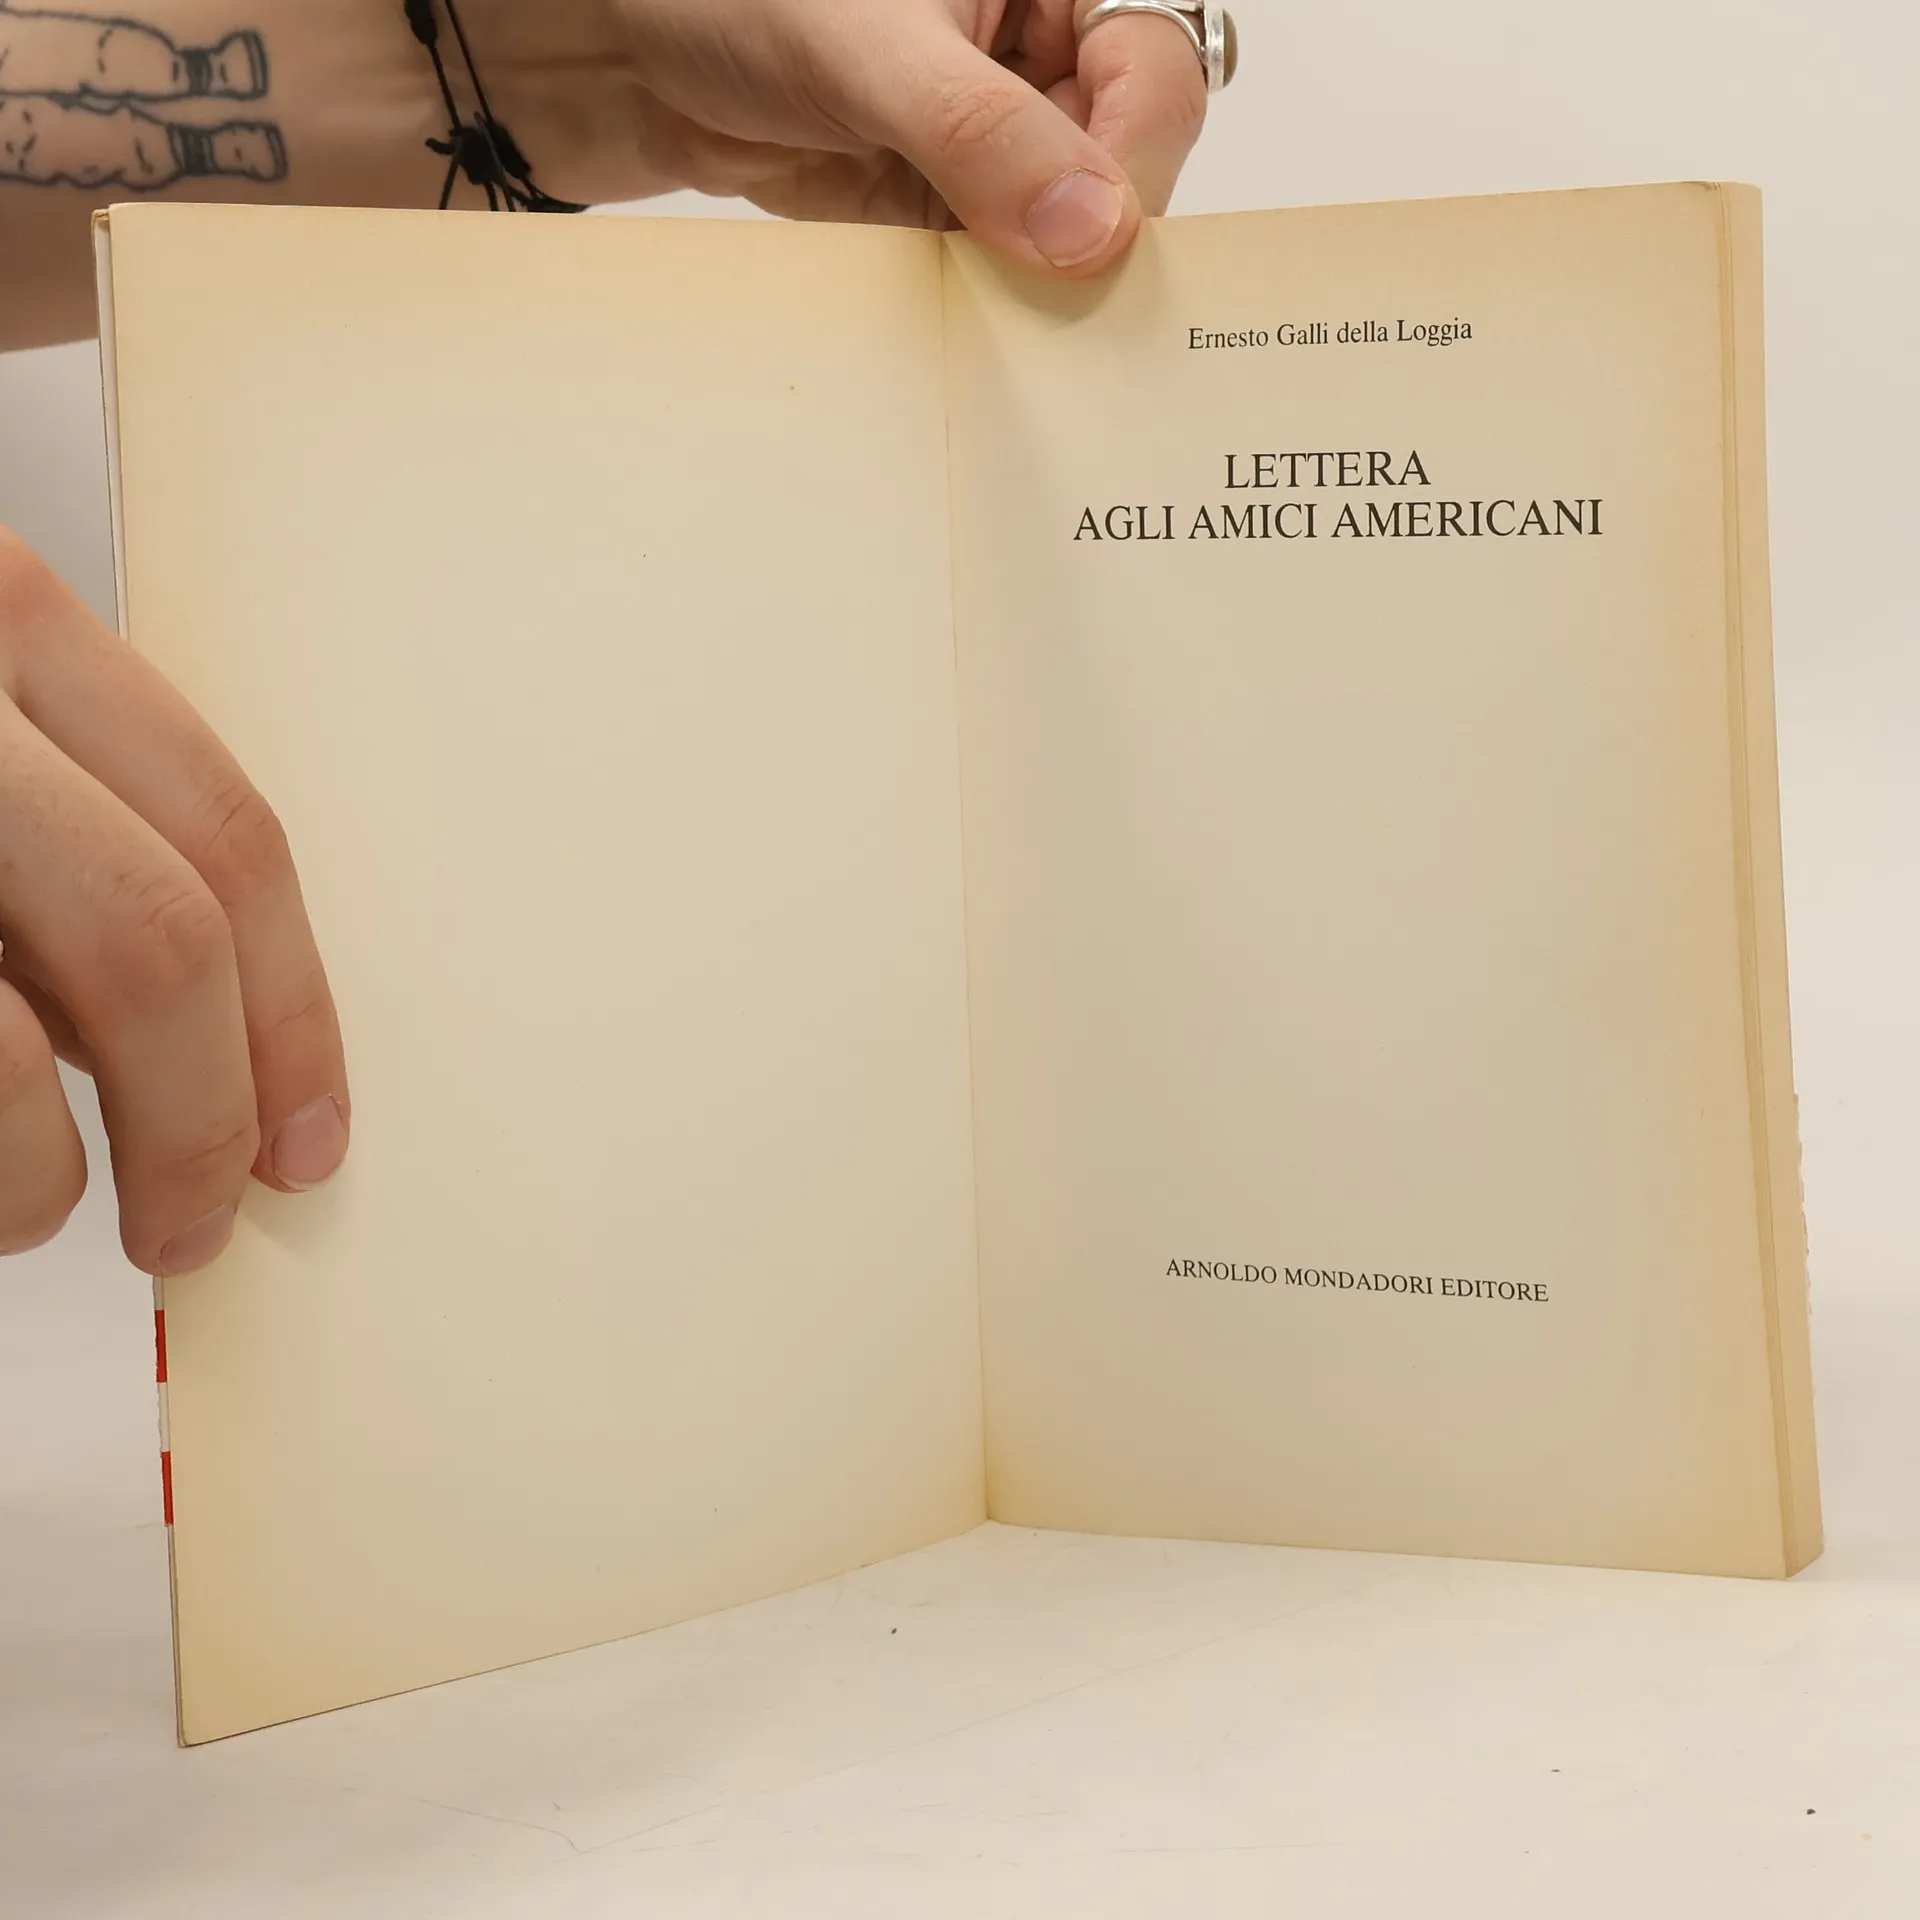 Ernesto Galli della Loggia
LETTERA
AGLI AMICI AMERICANI
ARNOLDO MONDADORI EDITORE